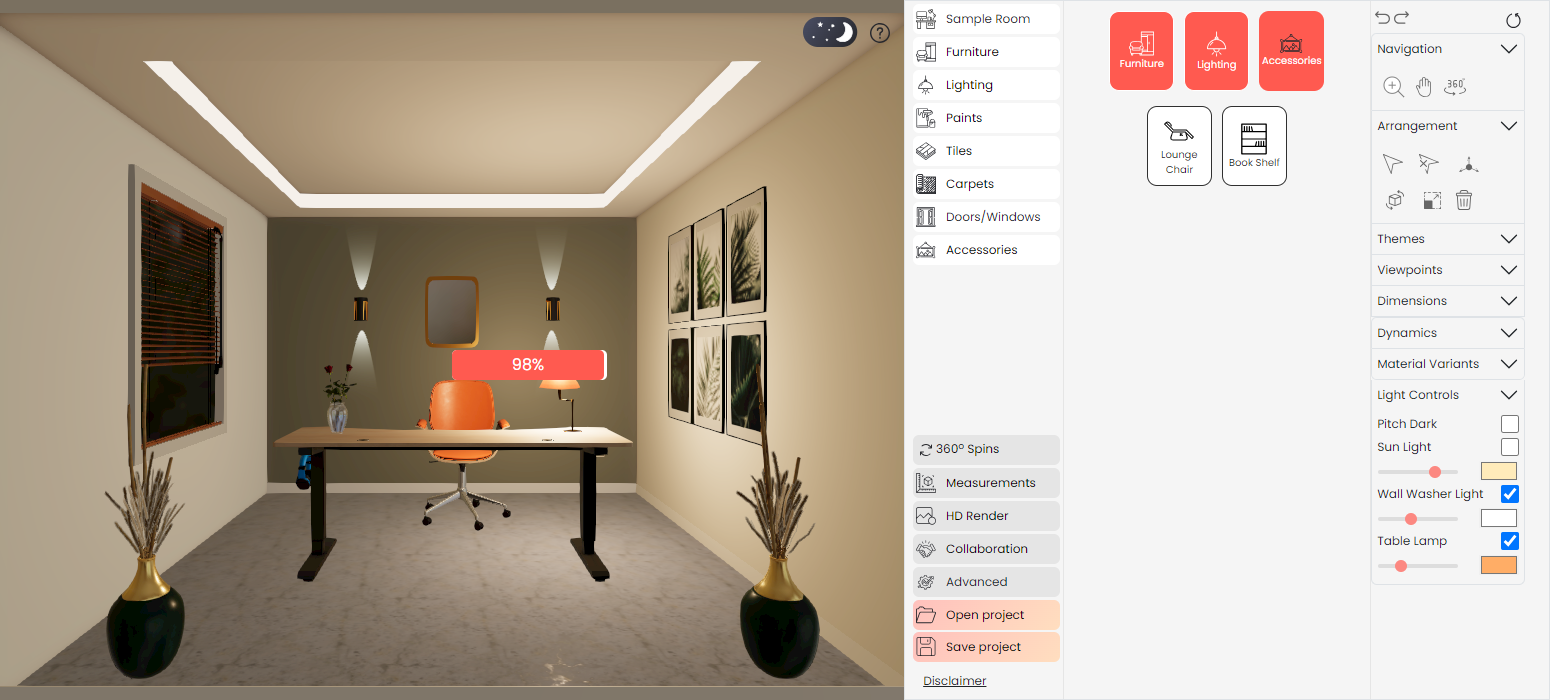 98%
Sample Room
Furniture
Lighting
Paints
Tiles
Carpets
Doors/Windows
Accessories
360° Spins
Measurements
HD Render
Collaboration
Advanced
Open project
Save project
Disclaimer
Furniture
Lighting
Accessories
Lounge
Chair
Book Shelf
Navigation
360°
Arrangement
Themes
Viewpoints
Dimensions
Dynamics
Material Variants
Light Controls
Pitch Dark
Sun Light
Wall Washer Light
Table Lamp